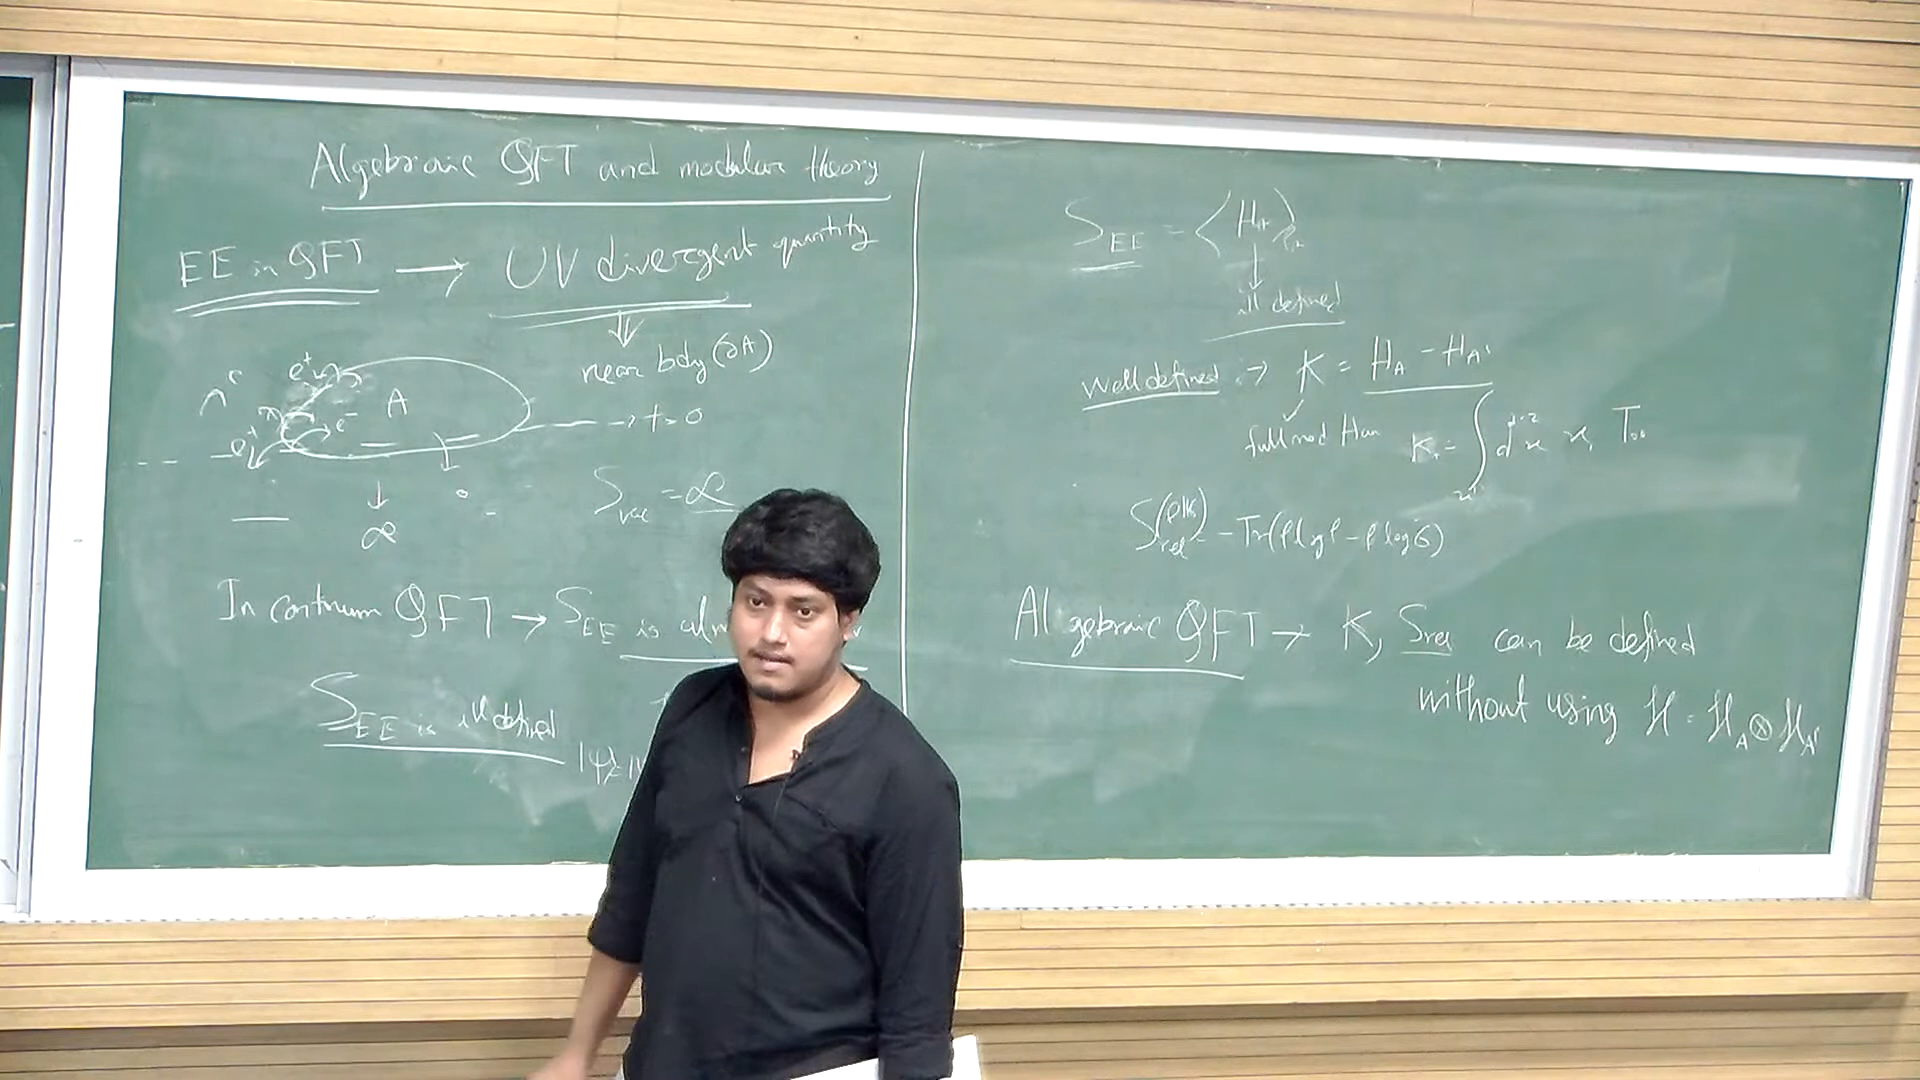 Algebraic QFT and modular theory
EE in QFT → UV divergent quantity
near bdy (∂A)
e⁺
A
e⁻
e⁺
→ t=0
S_vac = ∞
∞
In continuum QFT → S_EE is
S_EE is ill defined
|ψ⟩=
S_EE = ⟨H_A⟩
ill defined
Well defined → K = H_A - H_A'
full mod Ham
T₀₀
S_rel = -Tr(ρ log ρ - ρ log σ)
Algebraic QFT → K, S_rel can be defined
without using ℋ = ℋ_A ⊗ ℋ_A'